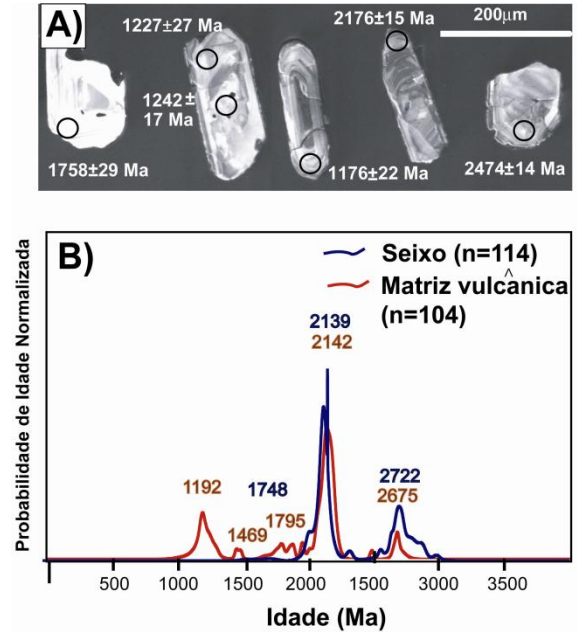 A)
1227±27 Ma
2176±15 Ma
200µm
1242±
17 Ma
1758±29 Ma
1176±22 Ma
2474±14 Ma
B)
Seixo (n=114)
Matriz vulcânica
(n=104)
Probabilidade de Idade Normalizada
2139
2142
2722
2675
1192
1748
1469
1795
500
1000
1500
2000
1500
3000
3500
Idade (Ma)